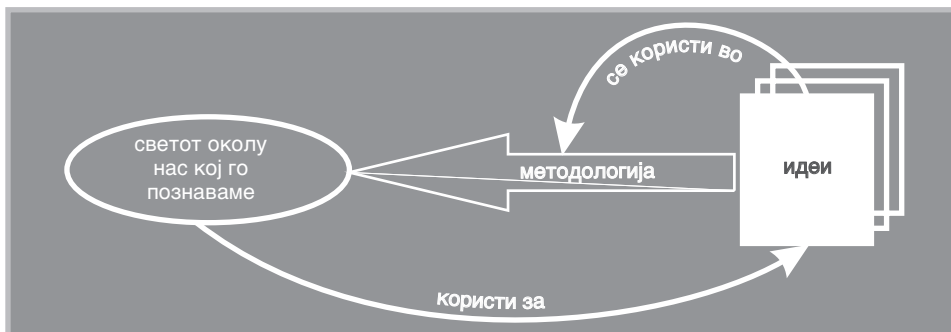 се користи во
светот околу
нас кој го
познаваме
методологија
идеи
користи за